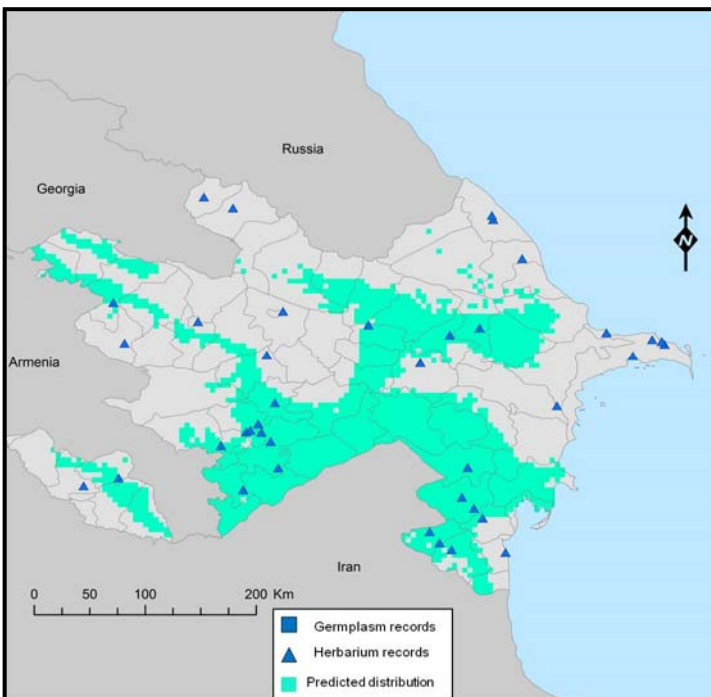 Russia
Georgia
N
Armenia
Iran
0 50 100 200 Km
Germplasm records
Herbarium records
Predicted distribution